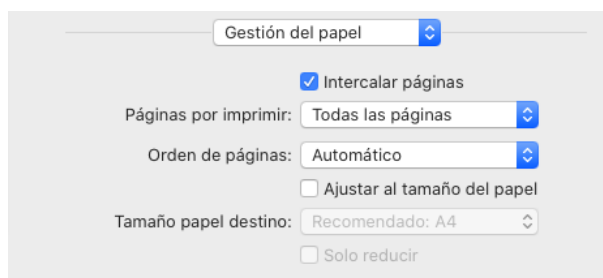 Gestión del papel
Intercalar páginas
Páginas por imprimir: Todas las páginas
Orden de páginas: Automático
Ajustar al tamaño del papel
Tamaño papel destino: Recomendado: A4
Solo reducir